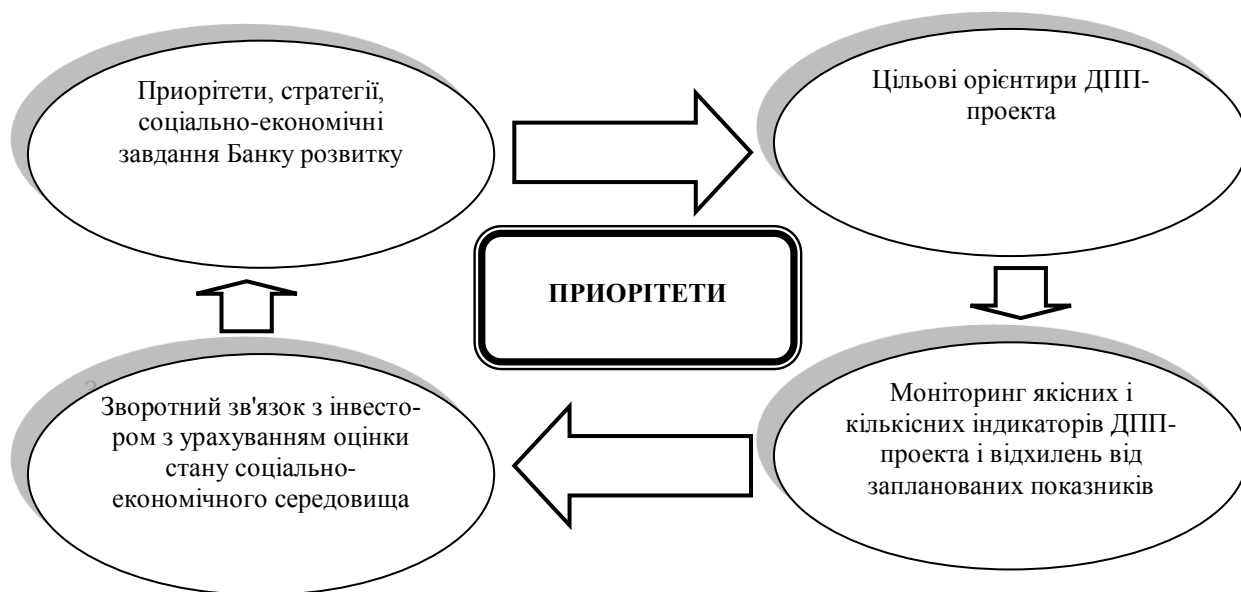 Приорітети, стратегії,
соціально-економічні
завдання Банку розвитку
Цільові орієнтири ДПП-
проекта
ПРИОРІТЕТИ
З
Зворотний зв'язок з інвесто-
ром з урахуванням оцінки
стану соціально-
економічного середовища
Моніторинг якісних і
кількісних індикаторів ДПП-
проекта і відхилень від
запланованих показників